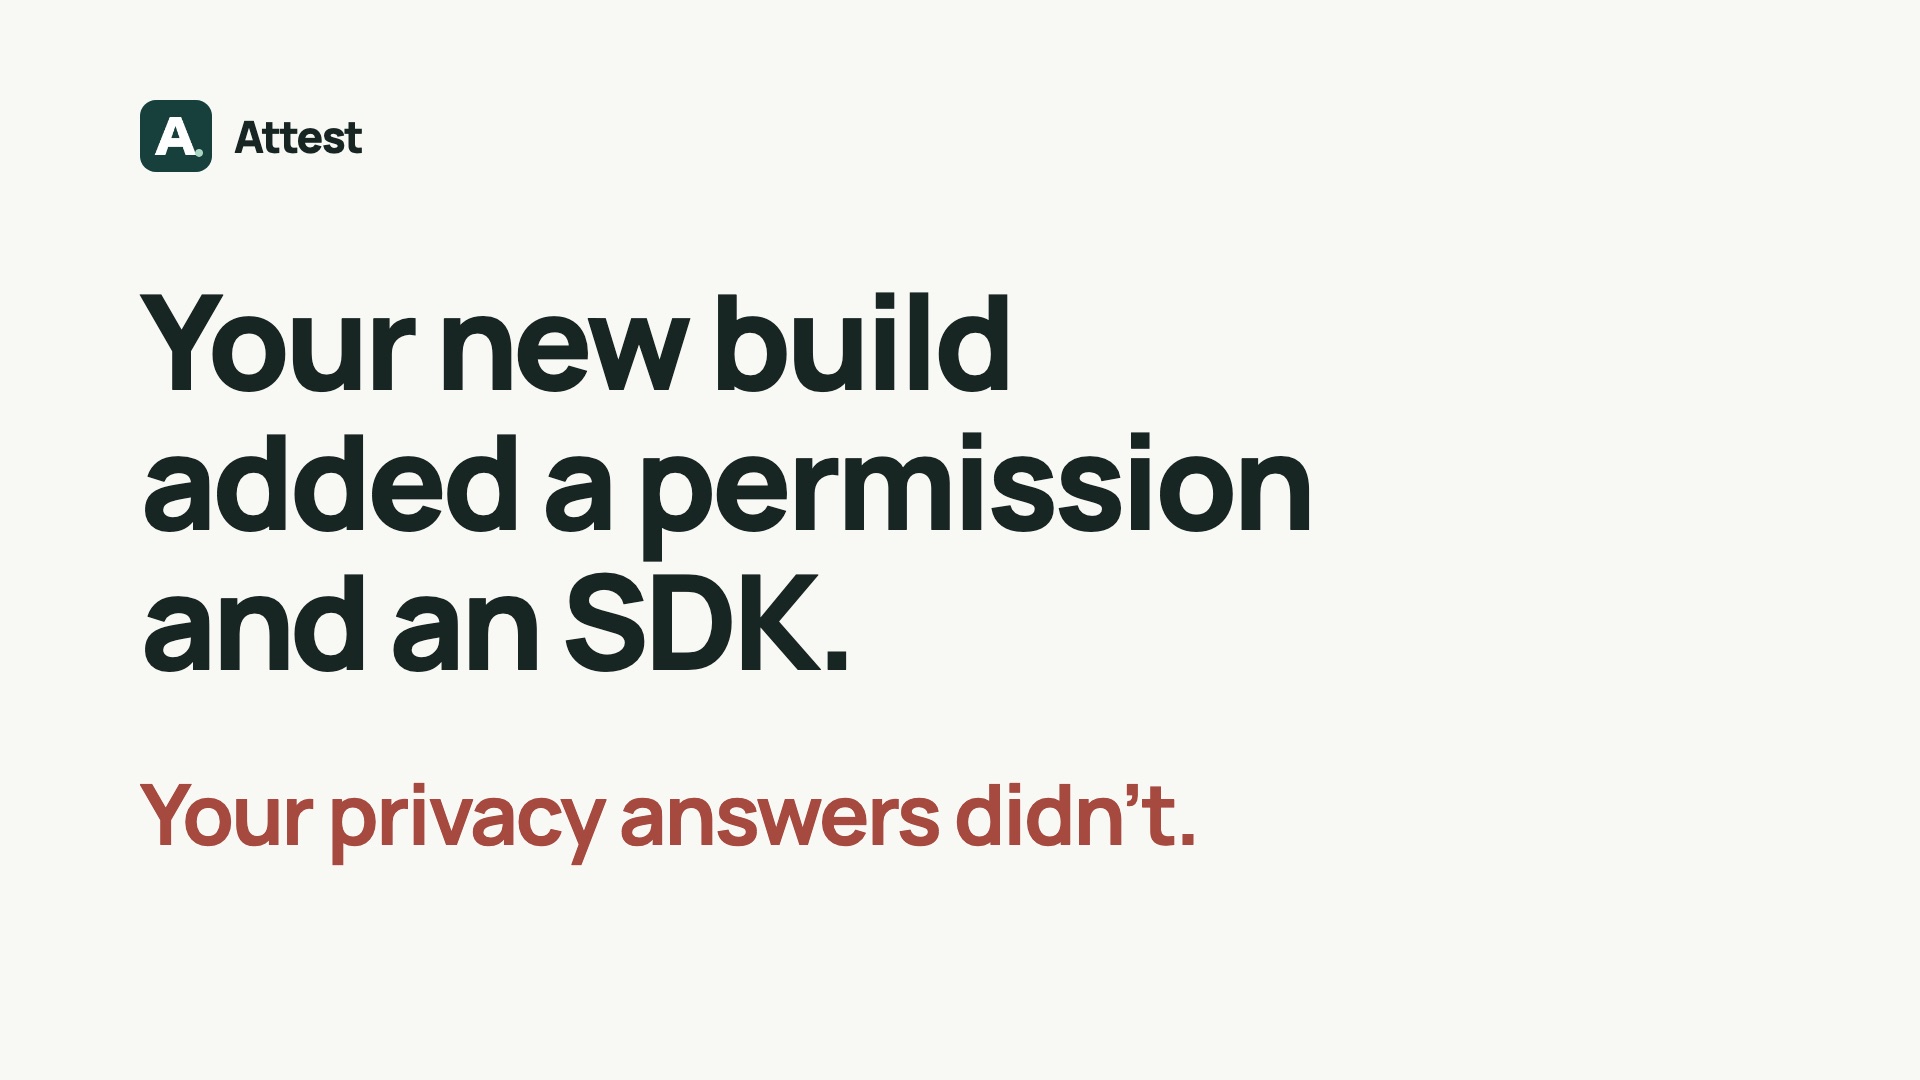 A.
Attest
Your new build
added a permission
and an SDK.
Your privacy answers didn’t.